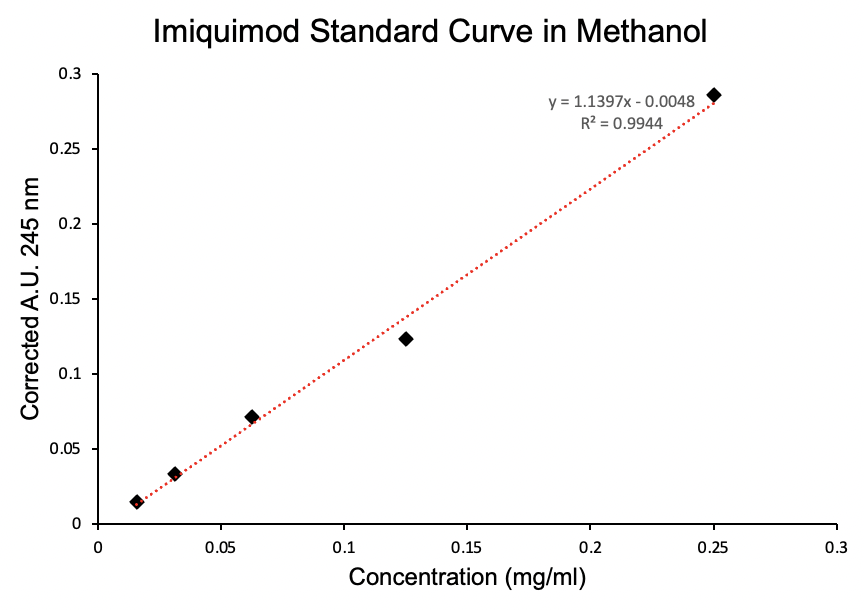 Imiquimod Standard Curve in Methanol
0.3
y = 1.1397x - 0.0048
R² = 0.9944
0.25
0.2
0.15
0.1
0.05
0
Corrected A.U. 245 nm
0 0.05 0.1 0.15 0.2 0.25 0.3
Concentration (mg/ml)